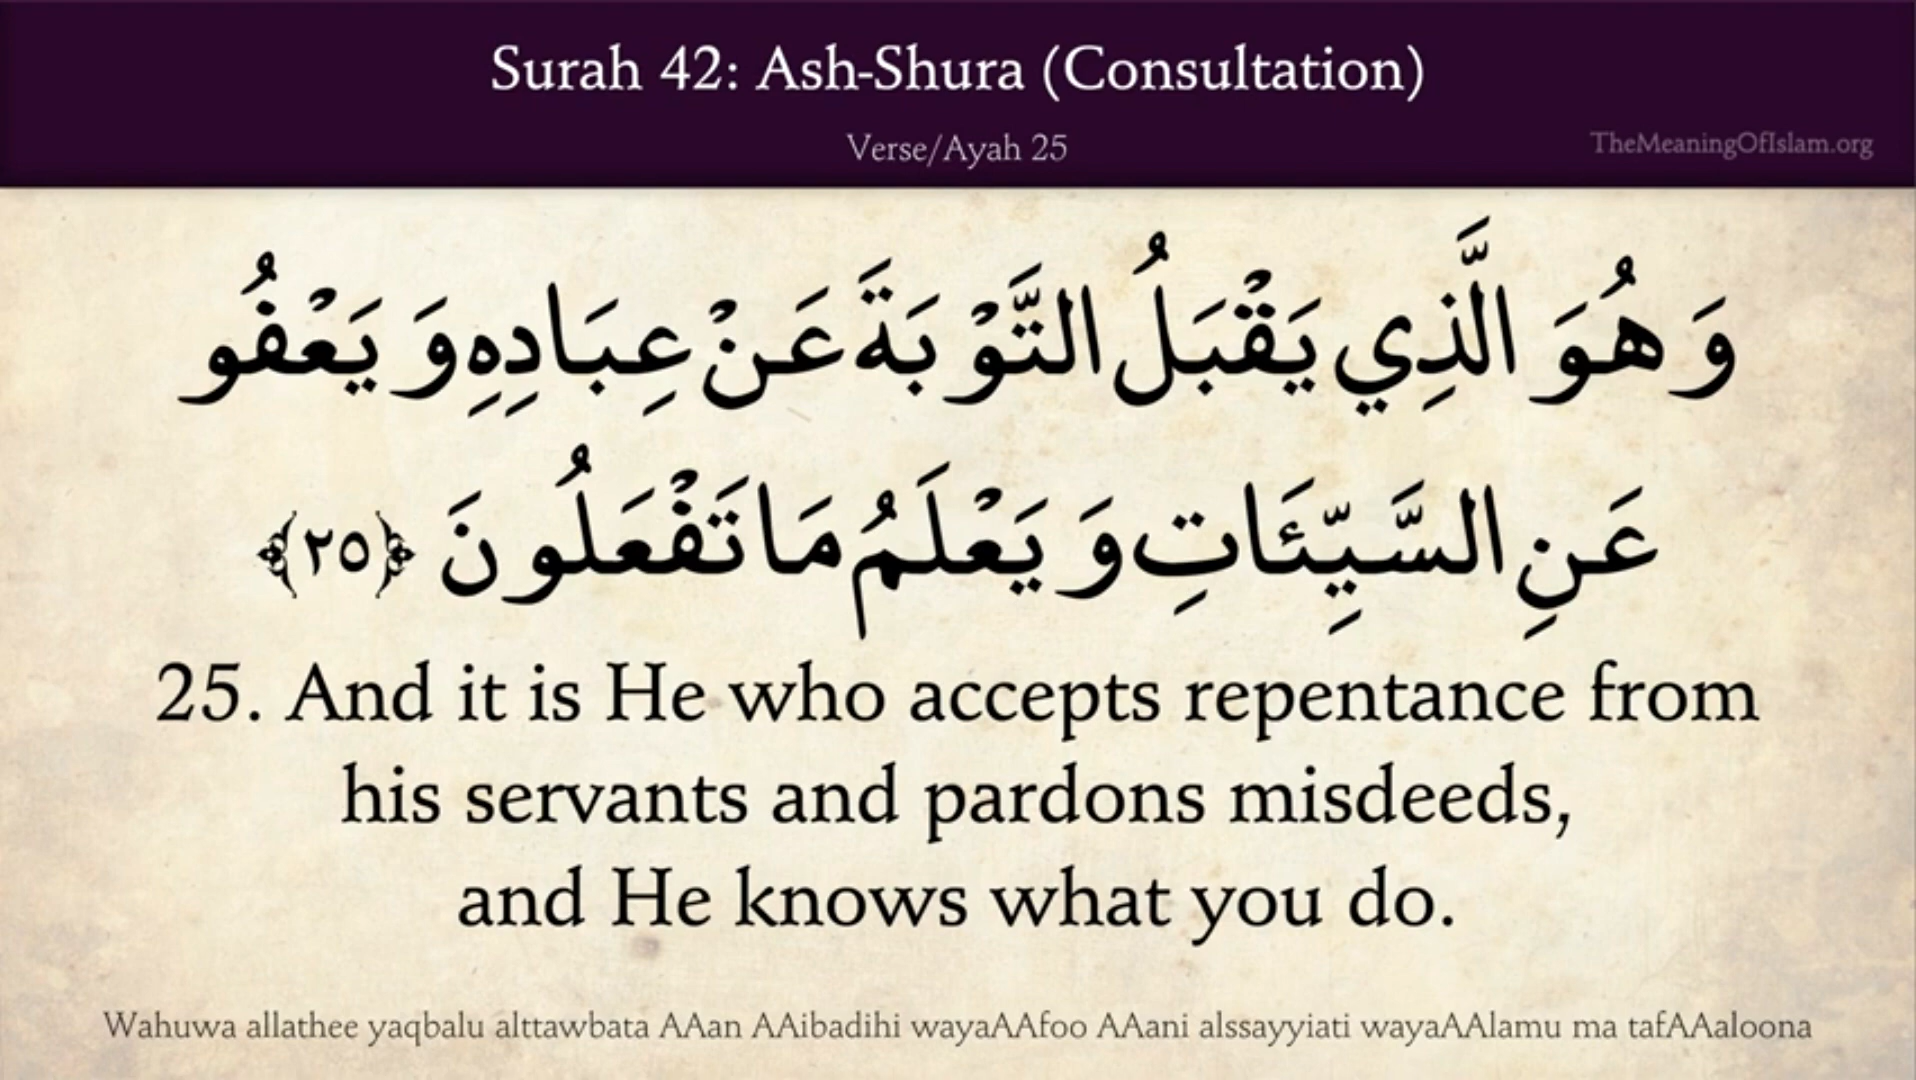 Surah 42: Ash-Shura (Consultation)
Verse/Ayah 25
TheMeaningOfIslam.org
وَهُوَ الَّذِي يَقْبَلُ التَّوْبَةَ عَنْ عِبَادِهِ وَيَعْفُو
عَنِ السَّيِّئَاتِ وَيَعْلَمُ مَا تَفْعَلُونَ ﴿٢٥﴾
25. And it is He who accepts repentance from
his servants and pardons misdeeds,
and He knows what you do.
Wahuwa allathee yaqbalu alttawbata AAan AAibadihi wayaAAfoo AAani alssayyiati wayaAAlamu ma tafAAaloona